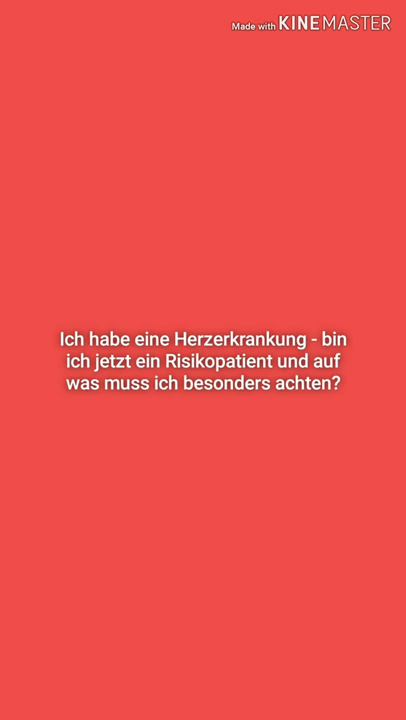 Made with KINEMASTER
Ich habe eine Herzerkrankung - bin
ich jetzt ein Risikopatient und auf
was muss ich besonders achten?